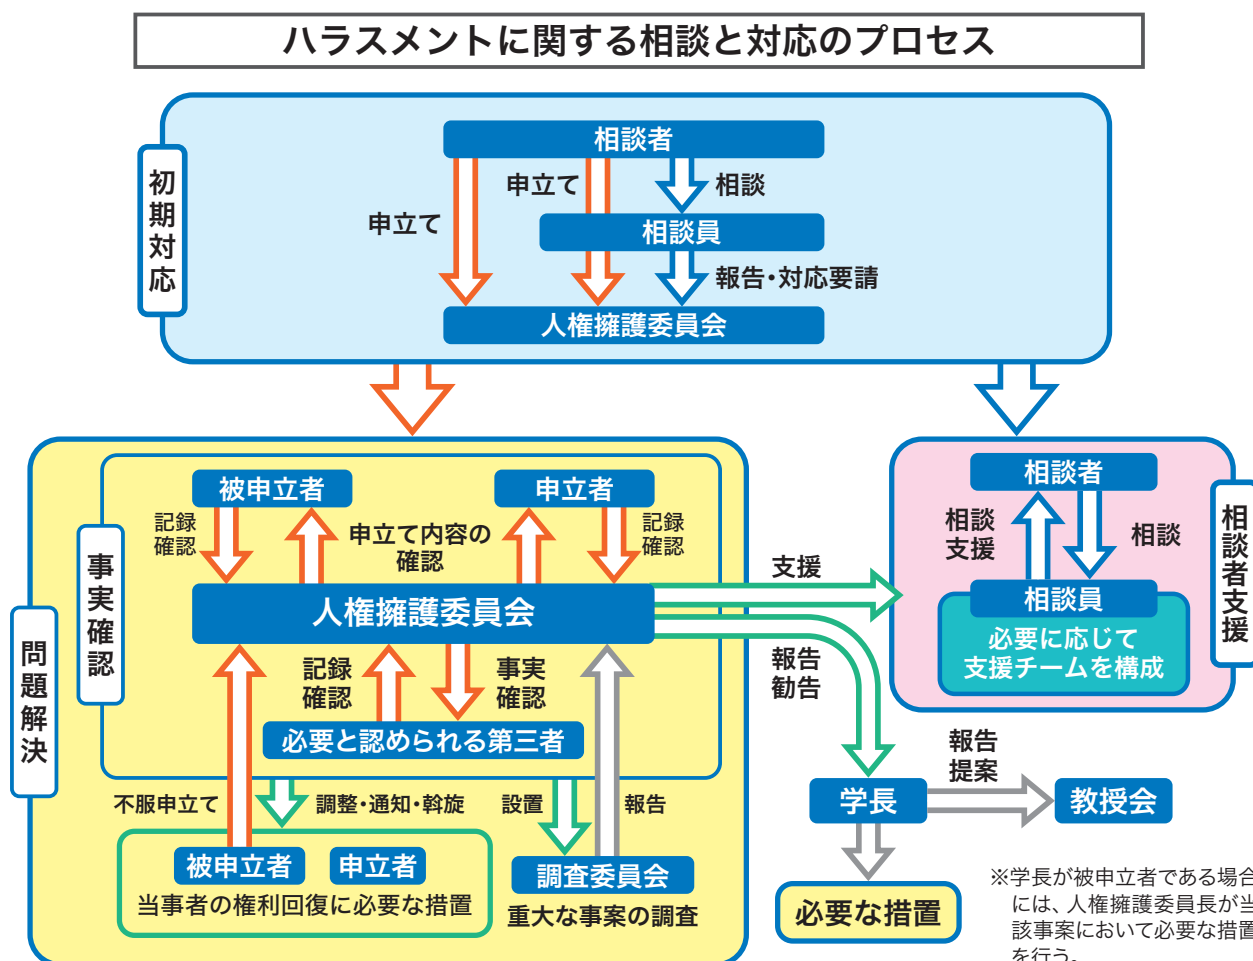 ハラスメントに関する相談と対応のプロセス
初期対応
相談者
申立て
申立て
相談
相談員
報告・対応要請
人権擁護委員会
問題解決
事実確認
被申立者
申立者
記録
確認
申立て内容の
確認
記録
確認
人権擁護委員会
記録
確認
事実
確認
必要と認められる第三者
不服申立て
調整・通知・斡旋
設置
報告
被申立者
申立者
当事者の権利回復に必要な措置
調査委員会
重大な事案の調査
支援
報告
勧告
相談者支援
相談者
相談
支援
相談
相談員
必要に応じて
支援チームを構成
学長
報告
提案
教授会
必要な措置
※学長が被申立者である場合
には、人権擁護委員長が当
該事案において必要な措置
を行う。